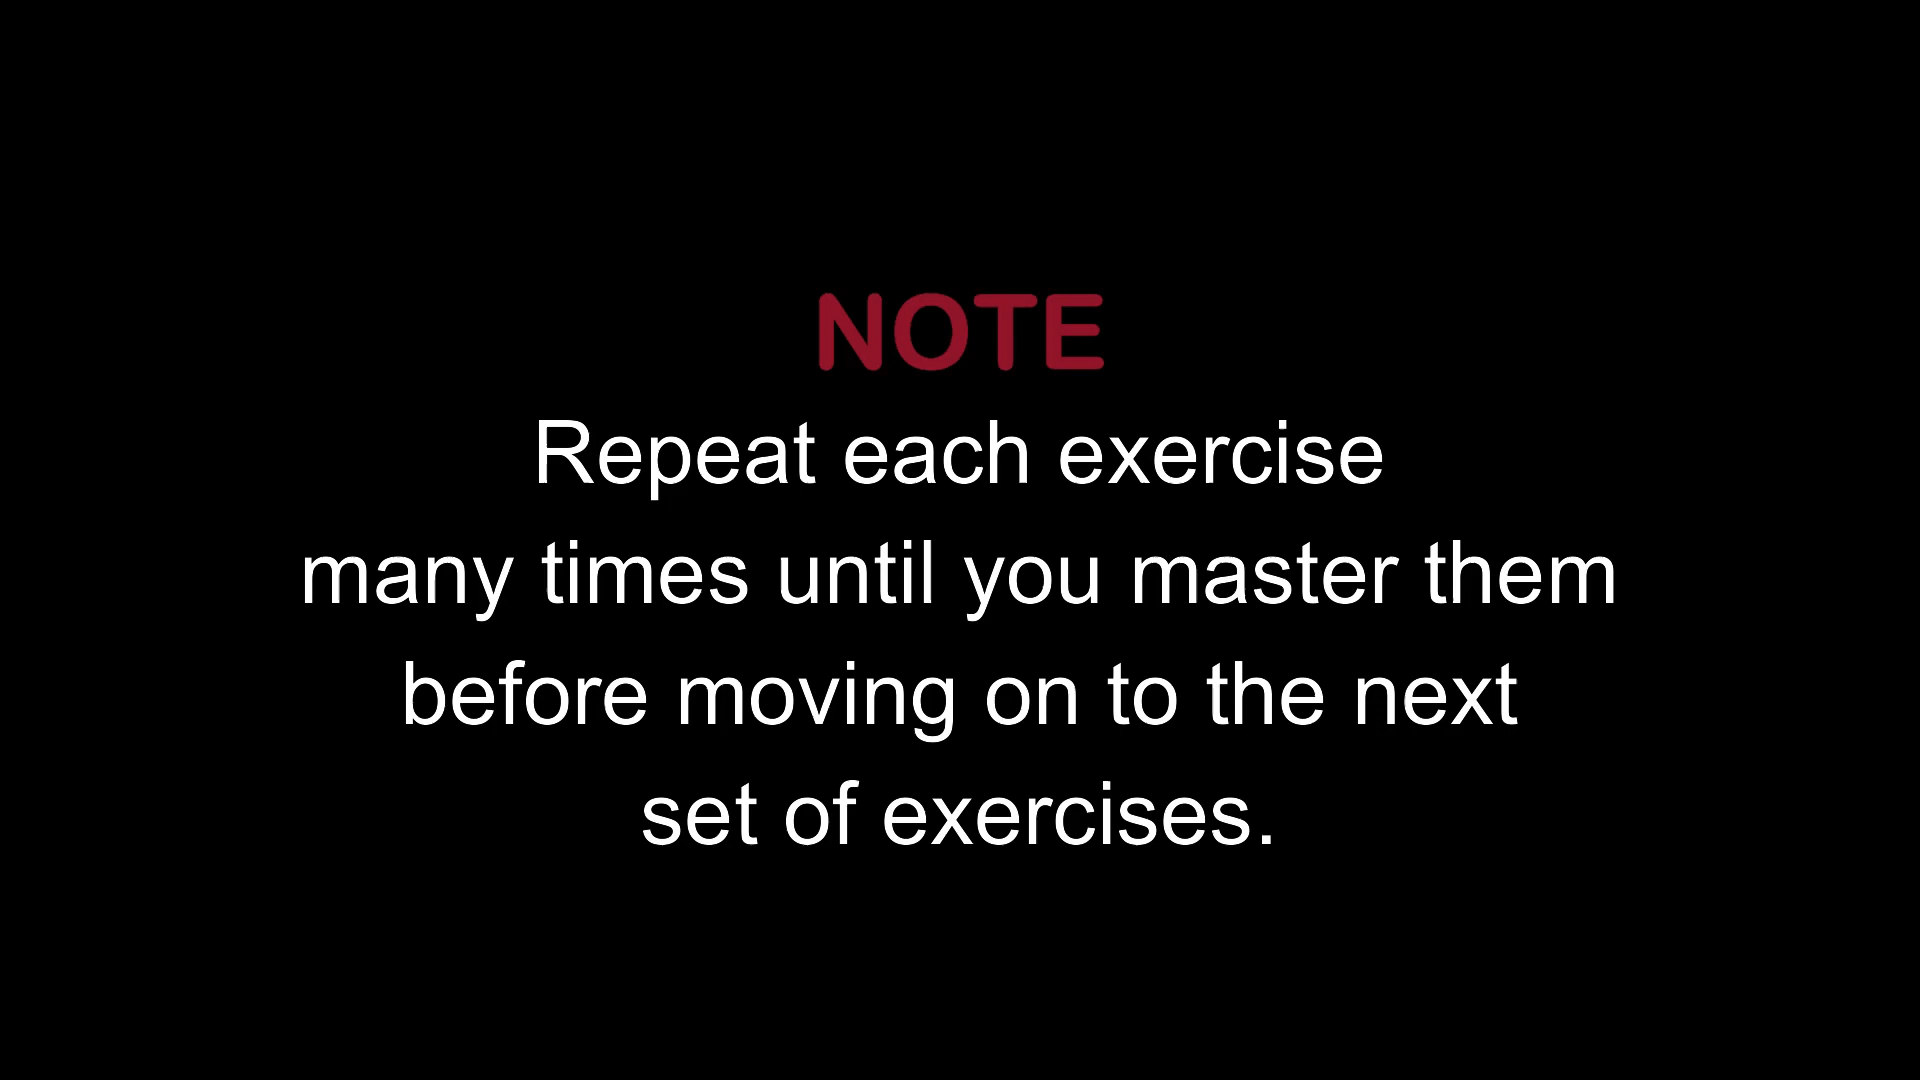 NOTE
Repeat each exercise
many times until you master them
before moving on to the next
set of exercises.